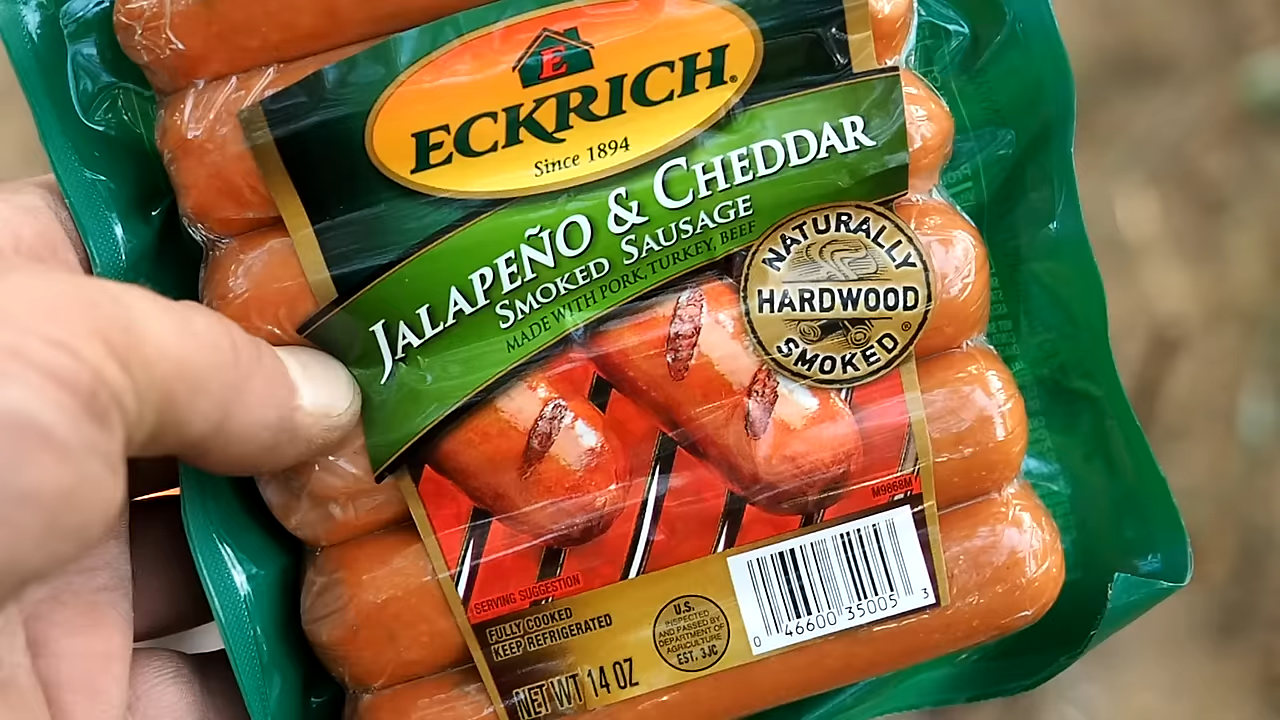 E
ECKRICH®
Since 1894
JALAPEÑO & CHEDDAR
SMOKED SAUSAGE
MADE WITH PORK, TURKEY, BEEF
NATURALLY
HARDWOOD
SMOKED®
M9868M
SERVING SUGGESTION
FULLY COOKED
KEEP REFRIGERATED
U.S.
INSPECTED
AND PASSED BY
DEPARTMENT OF
AGRICULTURE
EST. 3JC
NET WT 14 OZ
0 46600 35005 3